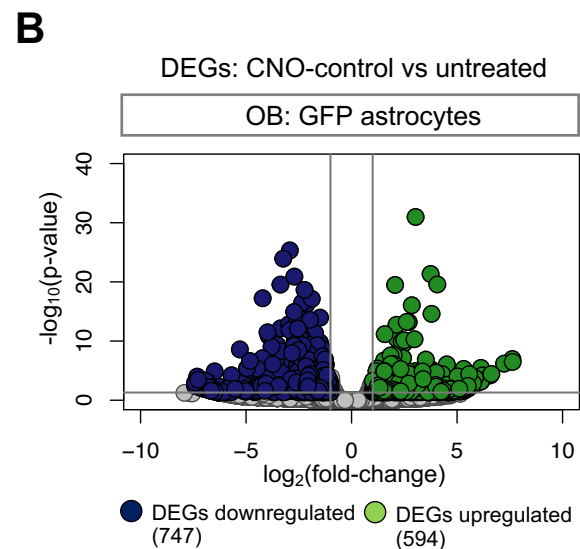 B
DEGs: CNO-control vs untreated
OB: GFP astrocytes
40
30
20
10
0
-log₁₀(p-value)
−10
−5
0
5
10
log₂(fold-change)
DEGs downregulated
(747)
DEGs upregulated
(594)